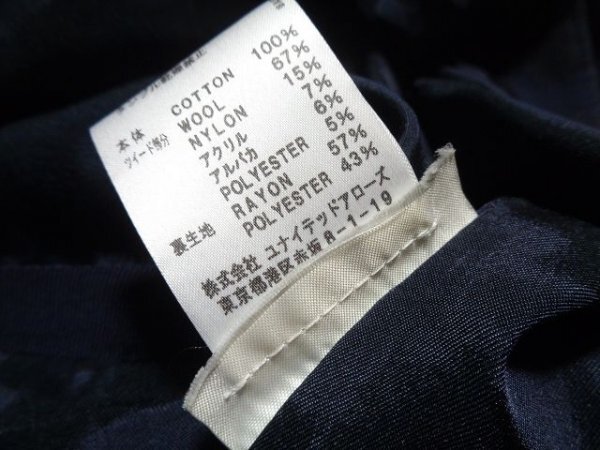 本体 COTTON 100%
ツイード部分 WOOL 67%
NYLON 15%
アクリル 7%
アルパカ 6%
POLYESTER 5%
裏生地 RAYON 57%
POLYESTER 43%
株式会社 ユナイテッドアローズ
東京都港区赤坂8-1-19